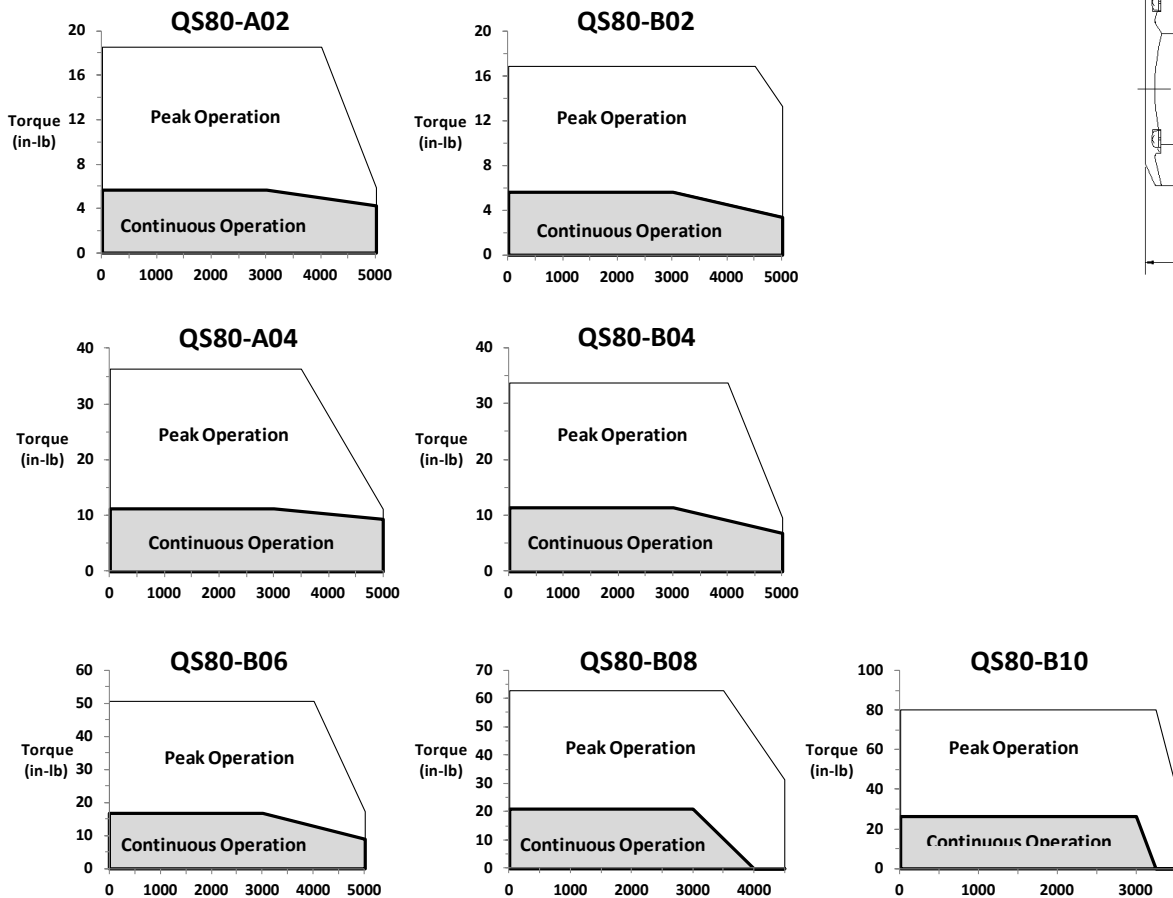 QS80-A02
20
16
Torque 12
(in-lb)
8
4
0
Peak Operation
Continuous Operation
0 1000 2000 3000 4000 5000
QS80-B02
20
16
Torque 12
(in-lb)
8
4
0
Peak Operation
Continuous Operation
0 1000 2000 3000 4000 5000
QS80-A04
40
30
Torque
(in-lb) 20
10
0
Peak Operation
Continuous Operation
0 1000 2000 3000 4000 5000
QS80-B04
40
30
Torque
(in-lb) 20
10
0
Peak Operation
Continuous Operation
0 1000 2000 3000 4000 5000
QS80-B06
60
50
40
Torque
(in-lb) 30
20
10
0
Peak Operation
Continuous Operation
0 1000 2000 3000 4000 5000
QS80-B08
70
60
50
Torque 40
(in-lb) 30
20
10
0
Peak Operation
Continuous Operation
0 1000 2000 3000 4000
QS80-B10
100
80
Torque 60
(in-lb)
40
20
0
Peak Operation
Continuous Operation
0 1000 2000 3000